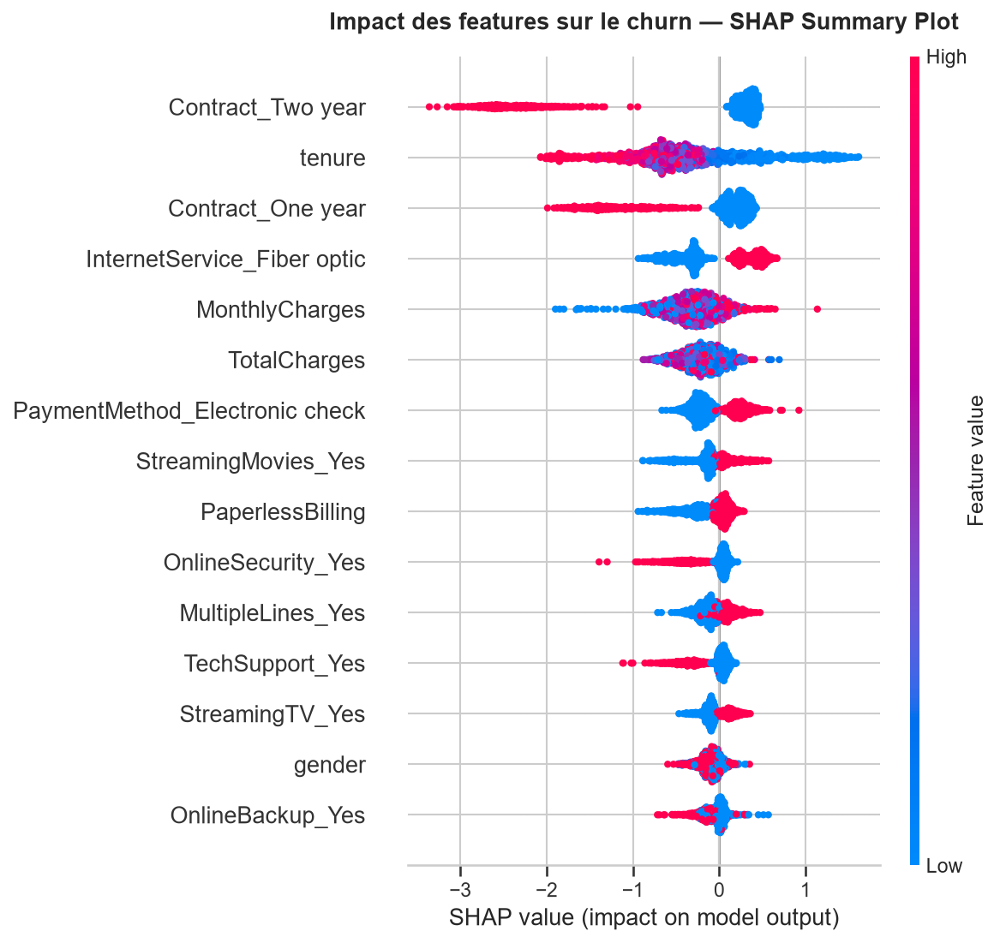 Impact des features sur le churn — SHAP Summary Plot
High
Contract_Two year
tenure
Contract_One year
InternetService_Fiber optic
MonthlyCharges
TotalCharges
PaymentMethod_Electronic check
StreamingMovies_Yes
PaperlessBilling
OnlineSecurity_Yes
MultipleLines_Yes
TechSupport_Yes
StreamingTV_Yes
gender
OnlineBackup_Yes
Feature value
Low
−3 −2 −1 0 1
SHAP value (impact on model output)